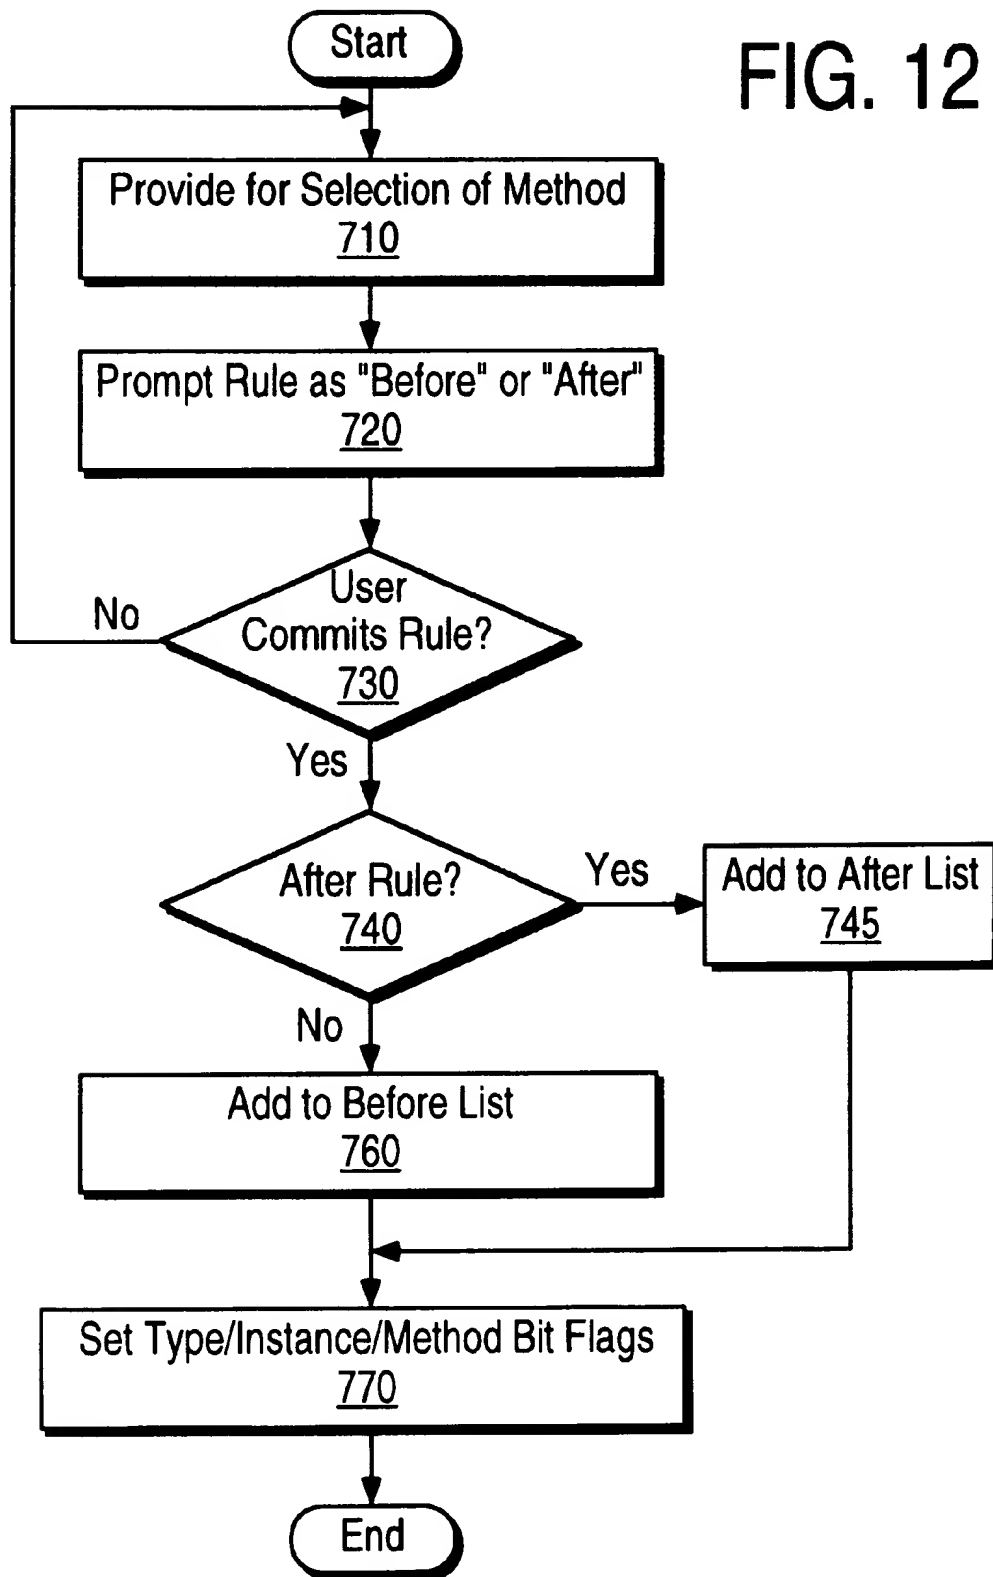 Start
FIG. 12
Provide for Selection of Method
710
Prompt Rule as "Before" or "After"
720
User
Commits Rule?
730
No
Yes
After Rule?
740
Yes
Add to After List
745
No
Add to Before List
760
Set Type/Instance/Method Bit Flags
770
End